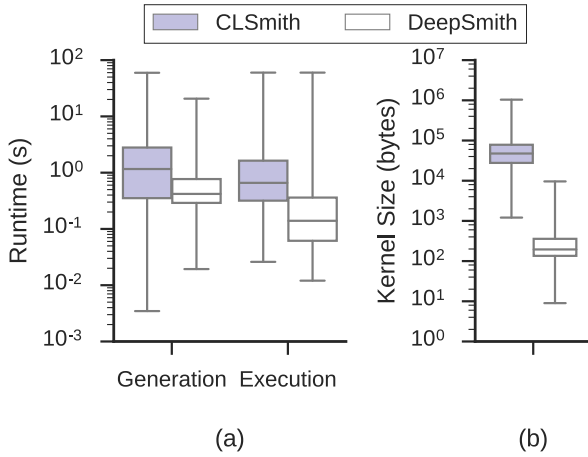 CLSmith DeepSmith
Runtime (s)
10²
10¹
10⁰
10⁻¹
10⁻²
10⁻³
Generation Execution
(a)
Kernel Size (bytes)
10⁷
10⁶
10⁵
10⁴
10³
10²
10¹
10⁰
(b)